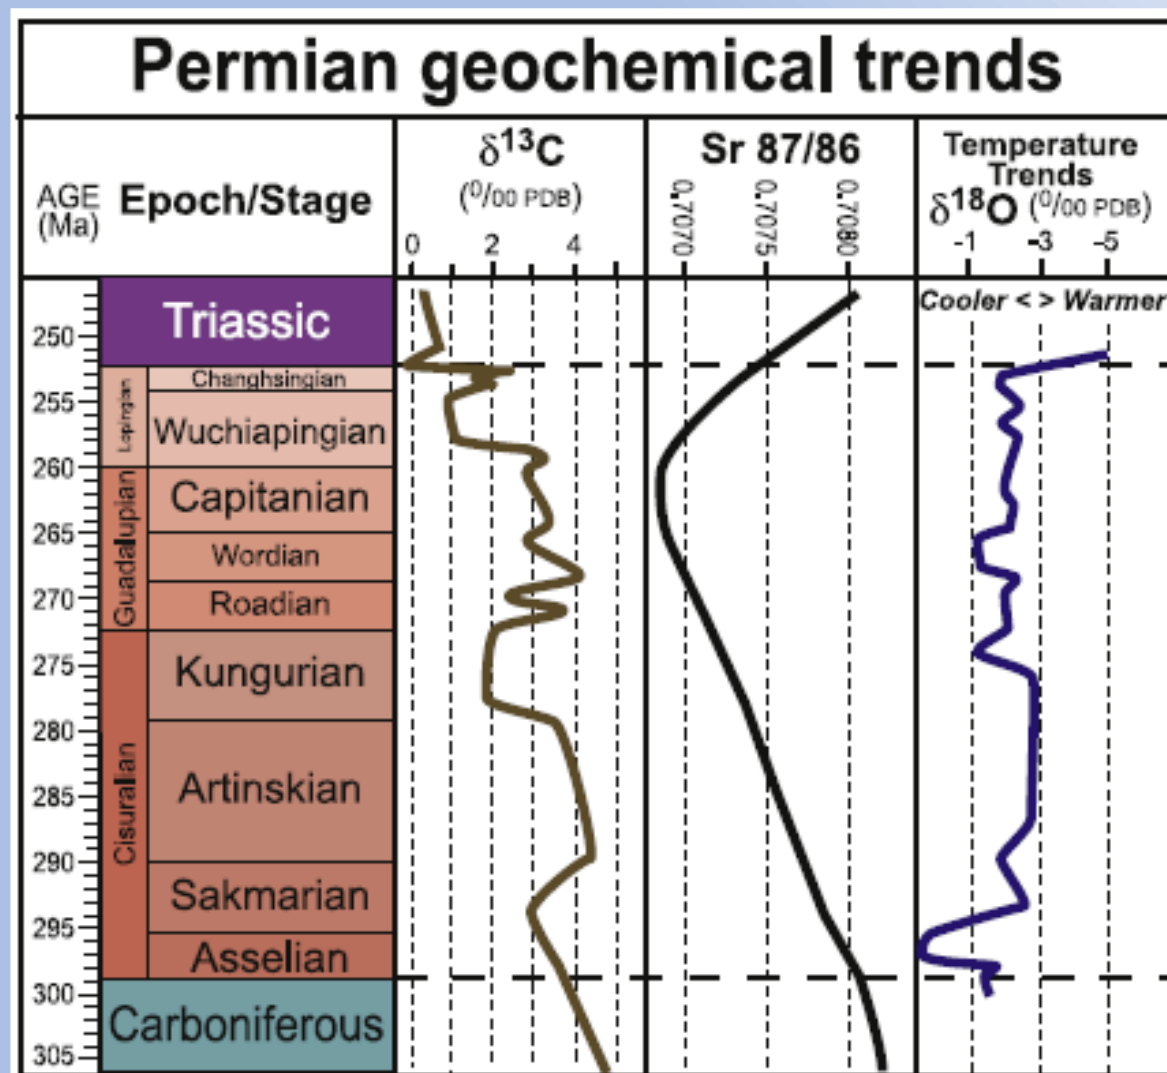 Permian geochemical trends
AGE
(Ma)
Epoch/Stage
δ13C
(0/00 PDB)
0 2 4
Sr 87/86
0.7070 0.7075 0.7080
Temperature
Trends
δ18O (0/00 PDB)
-1 -3 -5
Cooler < > Warmer
250
255
260
265
270
275
280
285
290
295
300
305
Triassic
Lopingian
Changhsingian
Wuchiapingian
Guadalupian
Capitanian
Wordian
Roadian
Cisuralian
Kungurian
Artinskian
Sakmarian
Asselian
Carboniferous